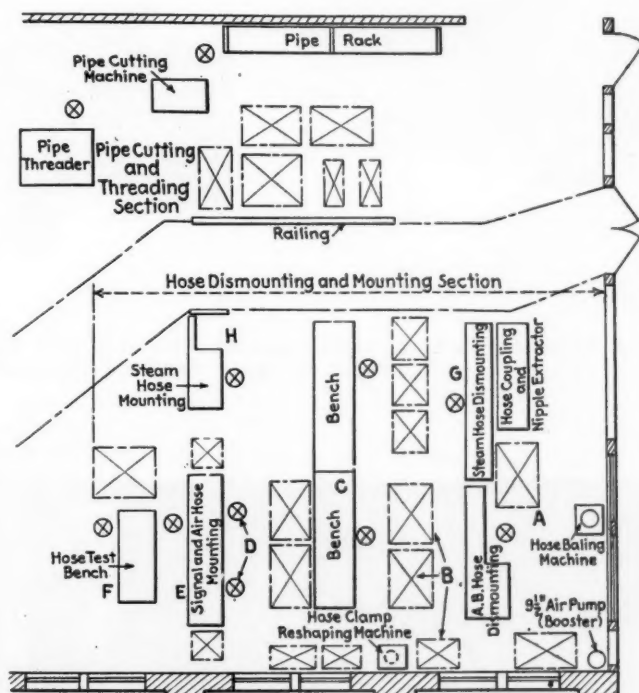 Pipe Rack
Pipe Cutting
Machine
Pipe
Threader
Pipe Cutting
and
Threading
Section
Railing
Hose Dismounting and Mounting Section
H
Steam
Hose
Mounting
Bench
G
Steam Hose Dismounting
Hose Coupling
and
Nipple Extractor
Signal and Air Hose
Mounting
D
E
Hose Test
Bench
F
C
Bench
B
A
A.B. Hose
Dismounting
Hose Baling
Machine
Hose Clamp
Reshaping Machine
9½" Air Pump
(Booster)